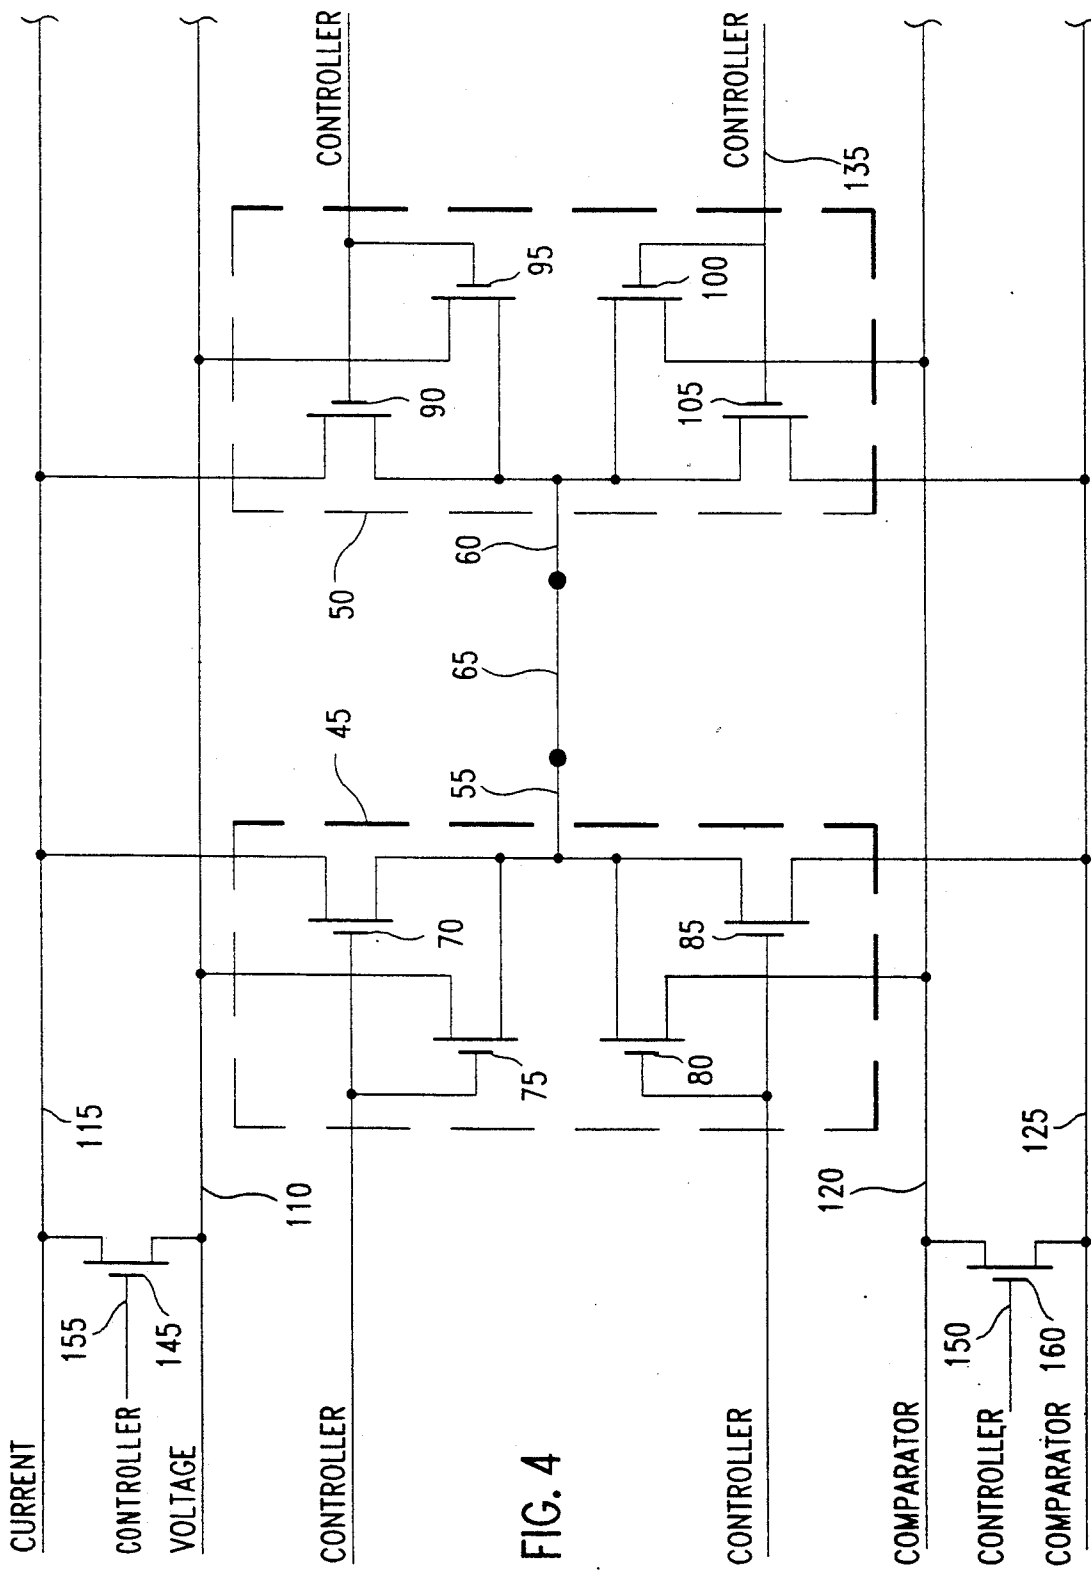 CURRENT
155
115
CONTROLLER
145
VOLTAGE
110
CONTROLLER
45
50
CONTROLLER
70
90
55
65
60
75
95
FIG. 4
80
85
105
100
CONTROLLER
CONTROLLER
120
135
COMPARATOR
150
CONTROLLER
125
160
COMPARATOR